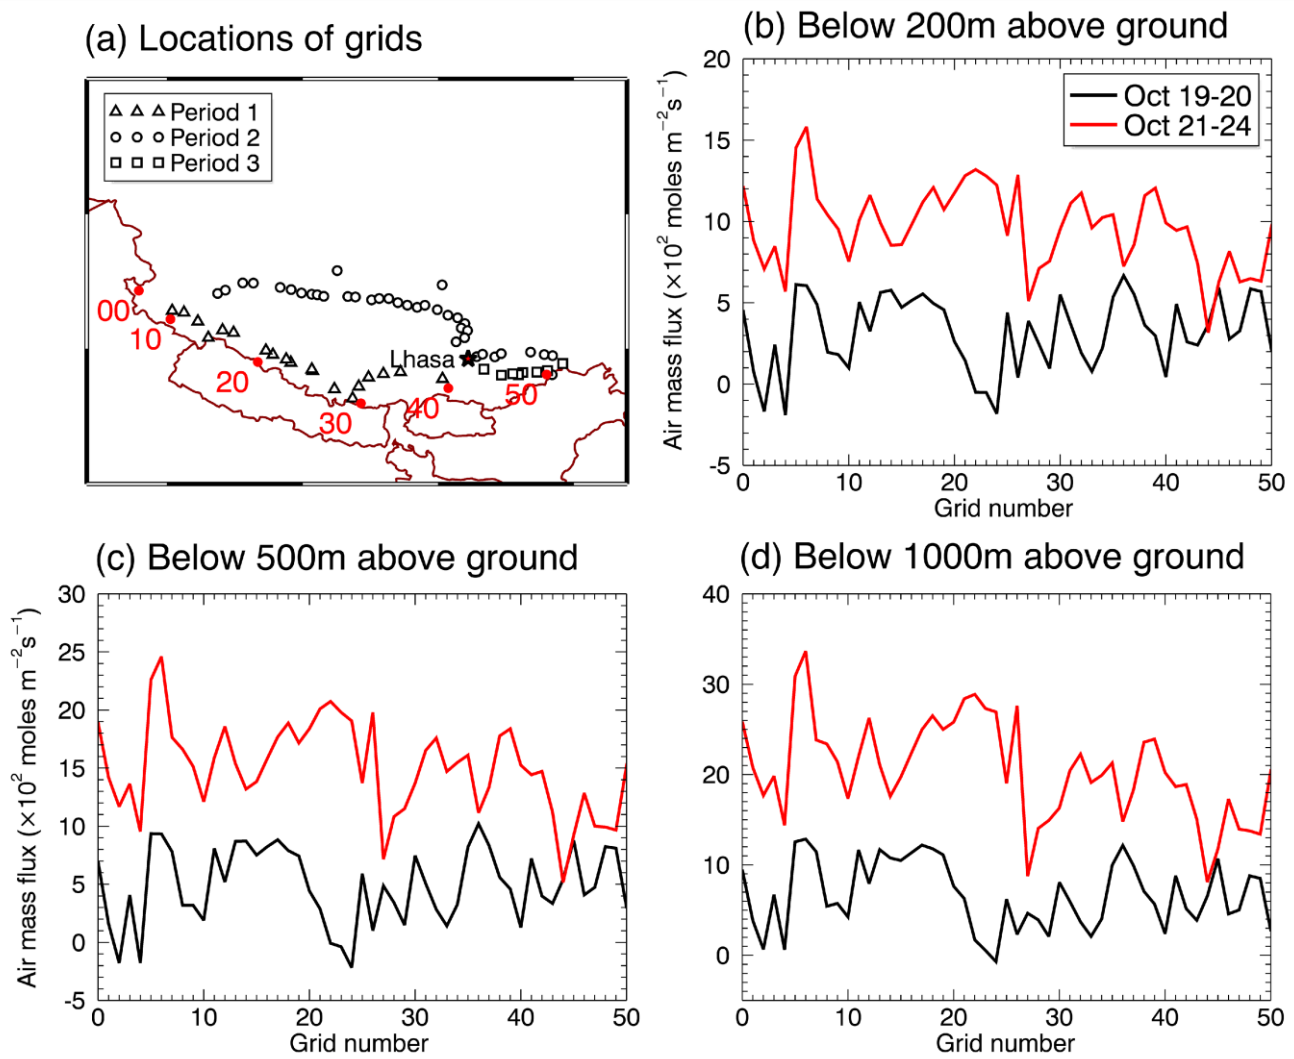 (a) Locations of grids
Period 1
Period 2
Period 3
00
10
20
30
40
50
Lhasa
(b) Below 200m above ground
Air mass flux (×10² moles m⁻²s⁻¹)
20
15
10
5
0
-5
Oct 19-20
Oct 21-24
0 10 20 30 40 50
Grid number
(c) Below 500m above ground
Air mass flux (×10² moles m⁻²s⁻¹)
30
25
20
15
10
5
0
-5
0 10 20 30 40 50
Grid number
(d) Below 1000m above ground
40
30
20
10
0
0 10 20 30 40 50
Grid number